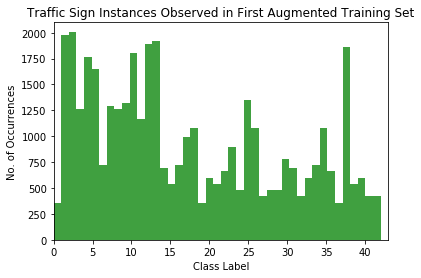 Traffic Sign Instances Observed in First Augmented Training Set
2000
1750
1500
1250
1000
750
500
250
0
No. of Occurrences
0 5 10 15 20 25 30 35 40
Class Label